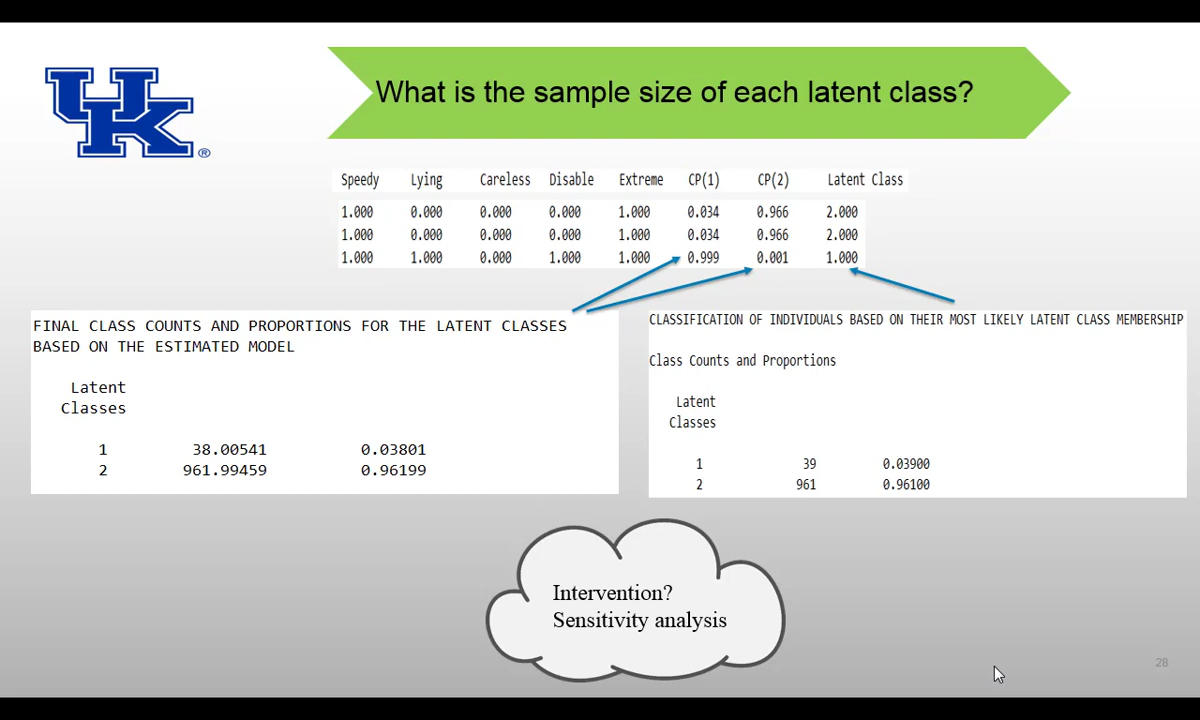 UK®
What is the sample size of each latent class?
Speedy Lying Careless Disable Extreme CP(1) CP(2) Latent Class
1.000 0.000 0.000 0.000 1.000 0.034 0.966 2.000
1.000 0.000 0.000 0.000 1.000 0.034 0.966 2.000
1.000 1.000 0.000 1.000 1.000 0.999 0.001 1.000
FINAL CLASS COUNTS AND PROPORTIONS FOR THE LATENT CLASSES
BASED ON THE ESTIMATED MODEL
Latent
Classes
1 38.00541 0.03801
2 961.99459 0.96199
CLASSIFICATION OF INDIVIDUALS BASED ON THEIR MOST LIKELY LATENT CLASS MEMBERSHIP
Class Counts and Proportions
Latent
Classes
1 39 0.03900
2 961 0.96100
Intervention?
Sensitivity analysis
28